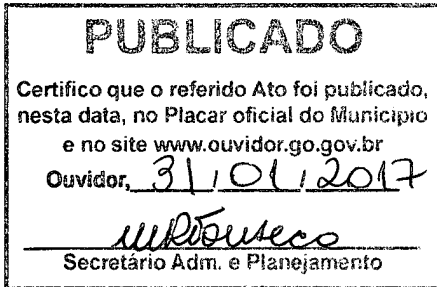 PUBLICADO
Certifico que o referido Ato foi publicado,
nesta data, no Placar oficial do Município
e no site www.ouvidor.go.gov.br
Ouvidor, 31/01/2017
Secretário Adm. e Planejamento